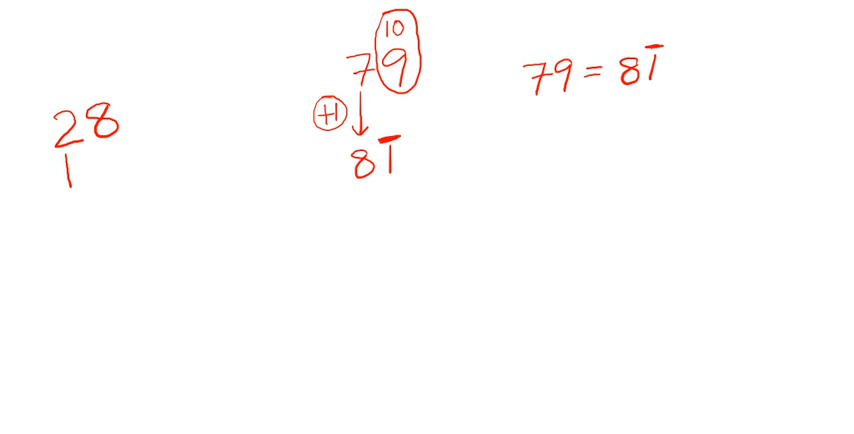 10
79 79 = 81̅
28 +1
1 81̅